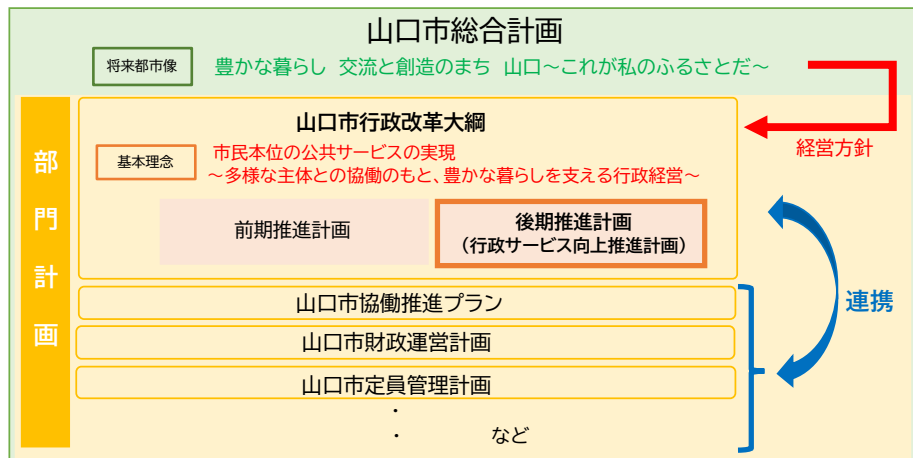 山口市総合計画
将来都市像
豊かな暮らし 交流と創造のまち 山口～これが私のふるさとだ～
部門計画
山口市行政改革大綱
経営方針
基本理念
市民本位の公共サービスの実現
～多様な主体との協働のもと、豊かな暮らしを支える行政経営～
前期推進計画
後期推進計画
（行政サービス向上推進計画）
連携
山口市協働推進プラン
山口市財政運営計画
山口市定員管理計画
・
・ など